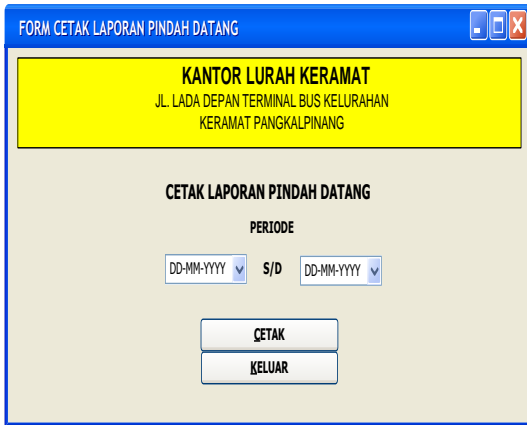 FORM CETAK LAPORAN PINDAH DATANG
KANTOR LURAH KERAMAT
JL. LADA DEPAN TERMINAL BUS KELURAHAN
KERAMAT PANGKALPINANG
CETAK LAPORAN PINDAH DATANG
PERIODE
DD-MM-YYYY S/D DD-MM-YYYY
CETAK
KELUAR